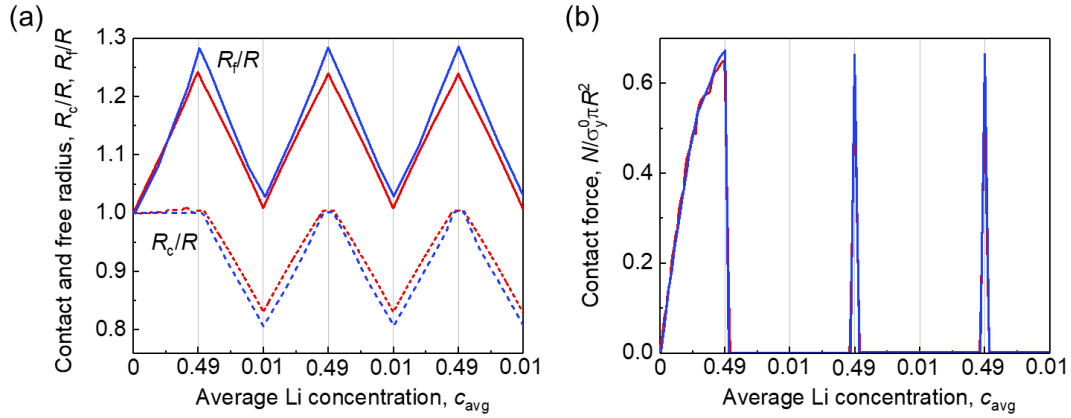 (a)
Contact and free radius, Rc/R, Rf/R
1.3
1.2
1.1
1.0
0.9
0.8
Rf/R
Rc/R
0 0.49 0.01 0.49 0.01 0.49 0.01
Average Li concentration, cavg
(b)
Contact force, N/σy⁰πR²
0.6
0.4
0.2
0.0
0 0.49 0.01 0.49 0.01 0.49 0.01
Average Li concentration, cavg